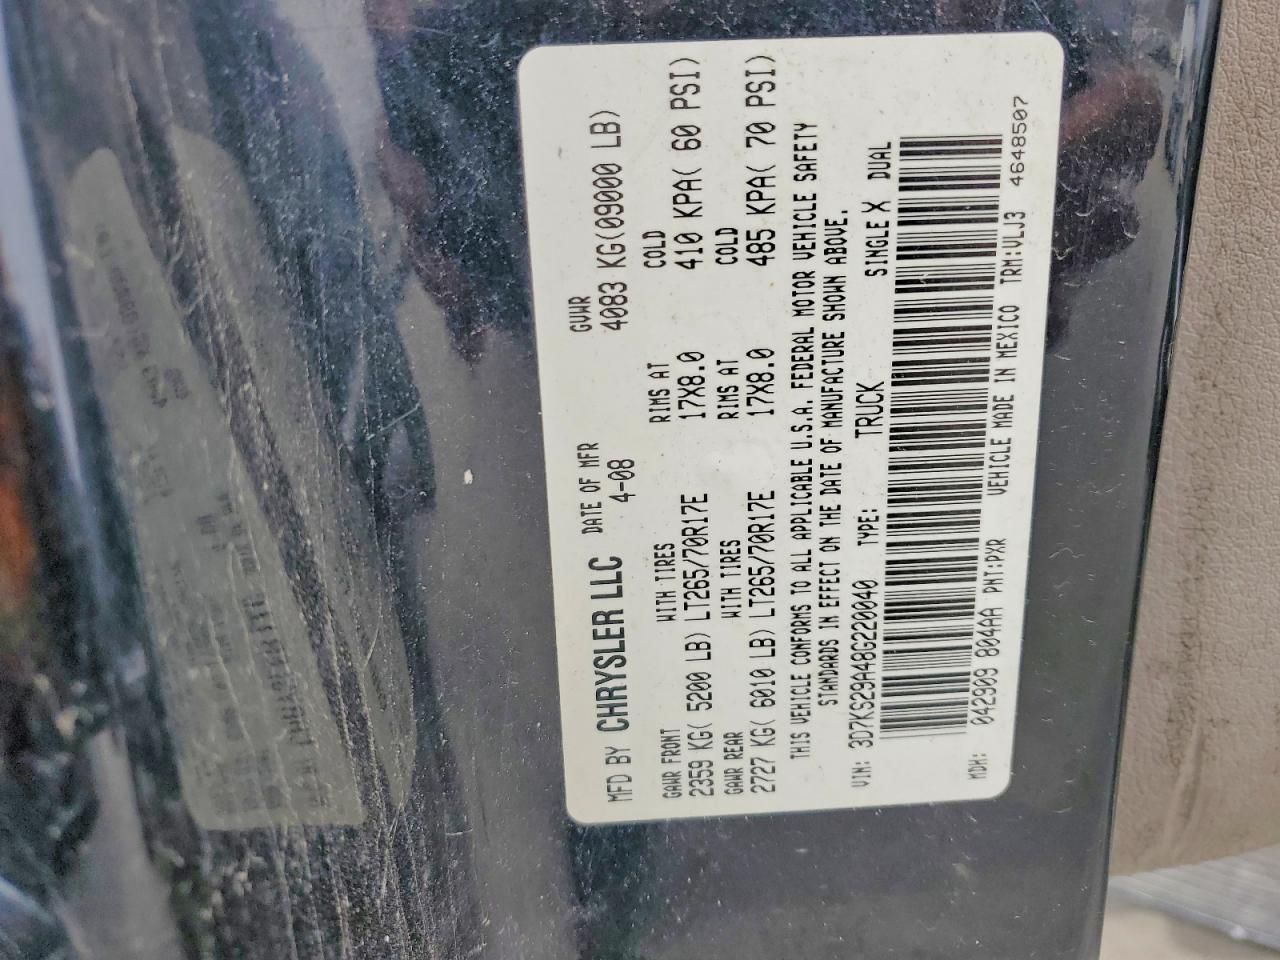 MFD BY CHRYSLER LLC DATE OF MFR 4-08 GVWR 4083 KG(09000 LB)
GAWR FRONT WITH TIRES RIMS AT COLD
2359 KG( 5200 LB) LT265/70R17E 17X8.0 410 KPA( 60 PSI)
GAWR REAR WITH TIRES RIMS AT COLD
2727 KG( 6010 LB) LT265/70R17E 17X8.0 485 KPA( 70 PSI)
THIS VEHICLE CONFORMS TO ALL APPLICABLE U.S.A. FEDERAL MOTOR VEHICLE SAFETY
STANDARDS IN EFFECT ON THE DATE OF MANUFACTURE SHOWN ABOVE.
VIN: 3D7KS29A48G220040 TYPE: TRUCK SINGLE X DUAL
MDH: 042909 804AA PNT:PXR VEHICLE MADE IN MEXICO TRM:VLJ3 4648507